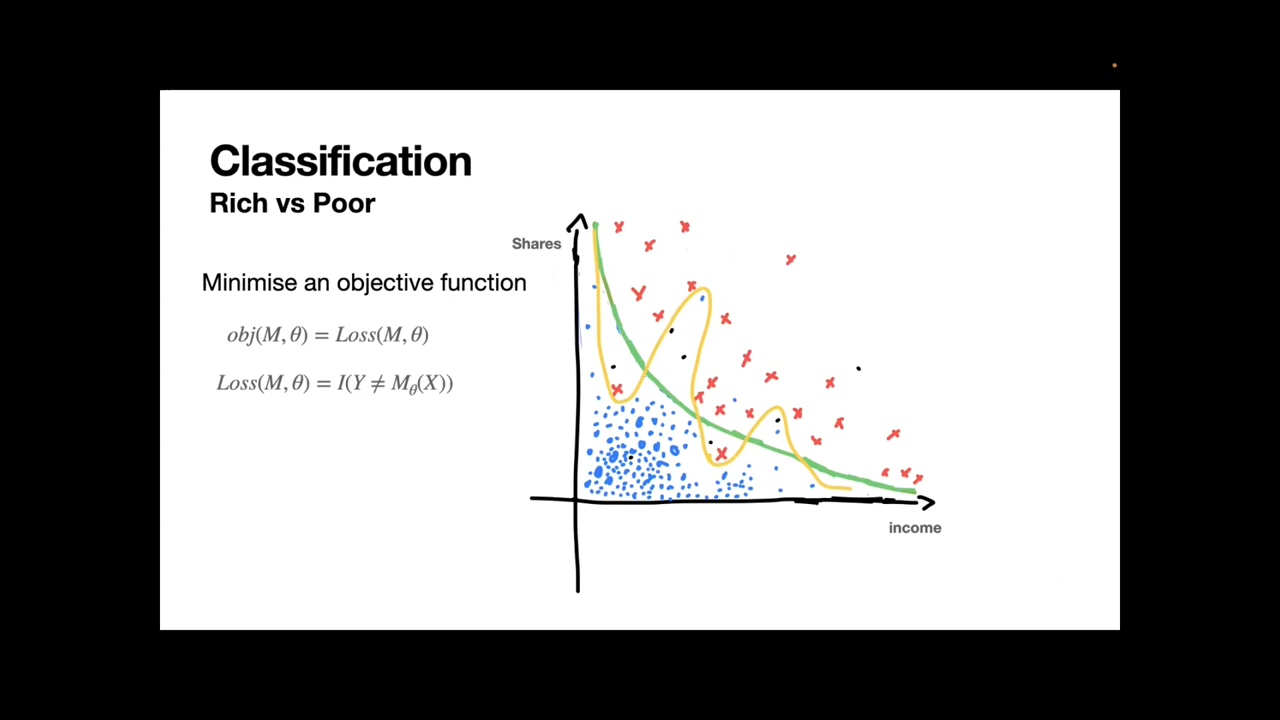 Classification
Rich vs Poor
Shares
Minimise an objective function
obj(M, θ) = Loss(M, θ)
Loss(M, θ) = I(Y ≠ M_θ(X))
income